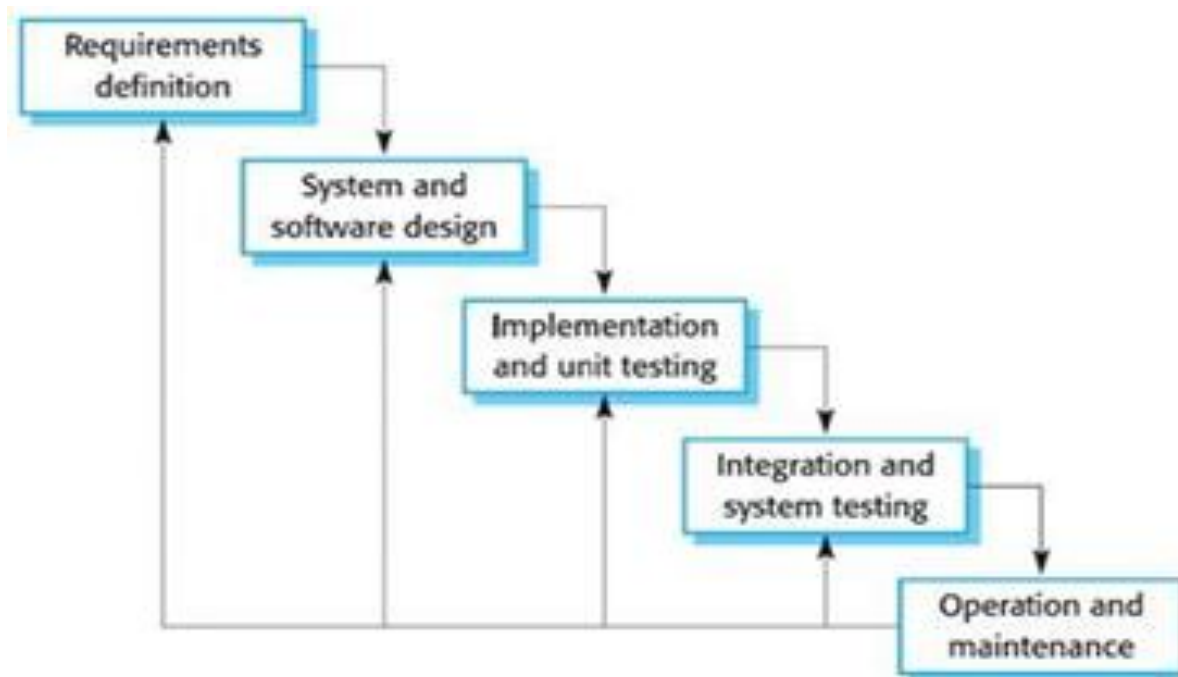 Requirements
definition
System and
software design
Implementation
and unit testing
Integration and
system testing
Operation and
maintenance